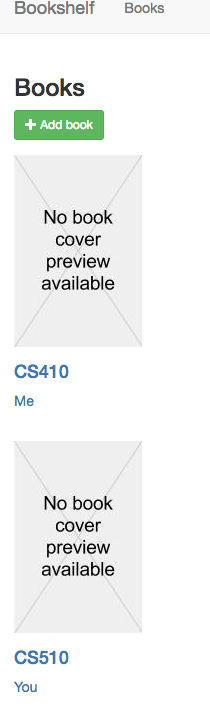 Bookshelf Books
Books
Add book
No book
cover
preview
available
CS410
Me
No book
cover
preview
available
CS510
You